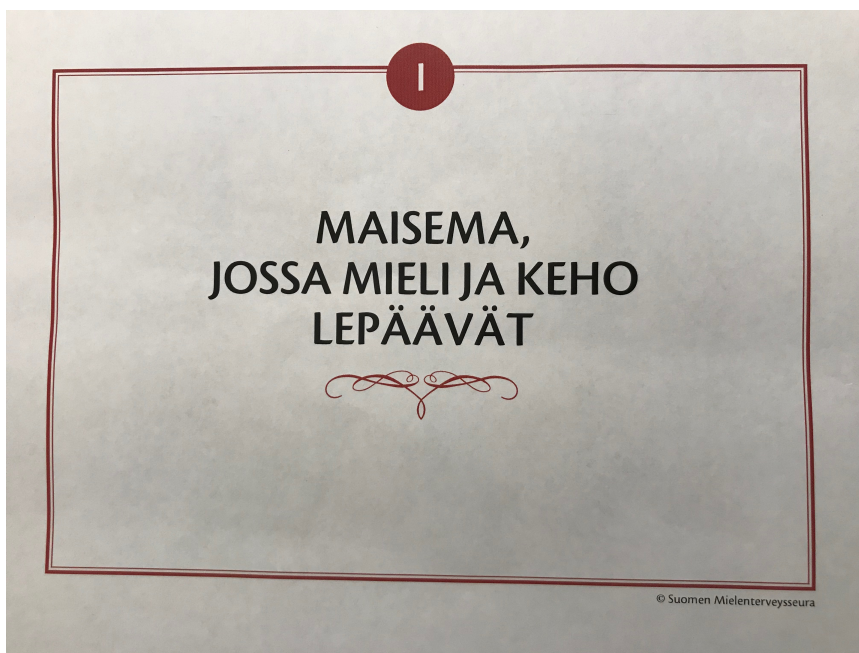 1
MAISEMA,
JOSSA MIELI JA KEHO
LEPÄÄVÄT
© Suomen Mielenterveysseura